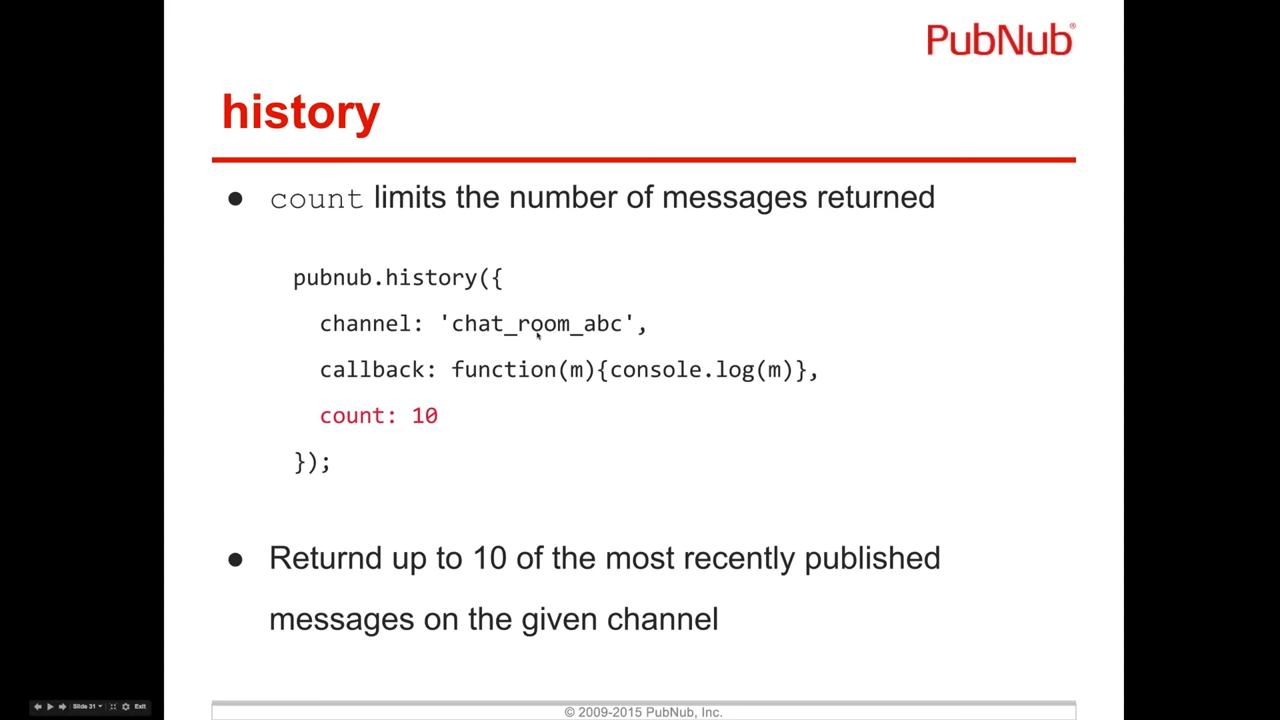 PubNub®
history
● count limits the number of messages returned
pubnub.history({
channel: 'chat_room_abc',
callback: function(m){console.log(m)},
count: 10
});
● Returnd up to 10 of the most recently published
messages on the given channel
Slide 31 Exit
© 2009-2015 PubNub, Inc.